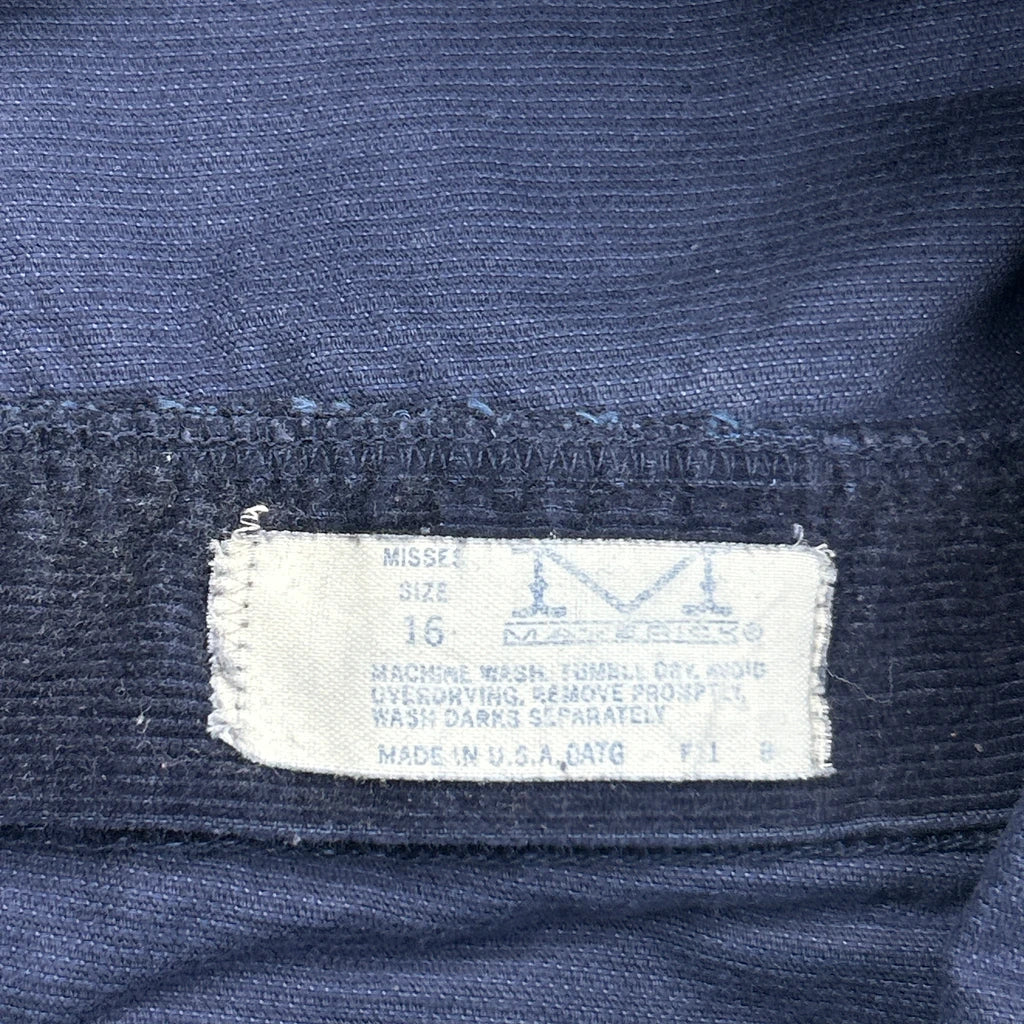 MISSES
SIZE
16
MAVERICK®
MACHINE WASH, TUMBLE DRY, AVOID
OVERDRYING, REMOVE PROMPTLY,
WASH DARKS SEPARATELY
MADE IN U.S.A.